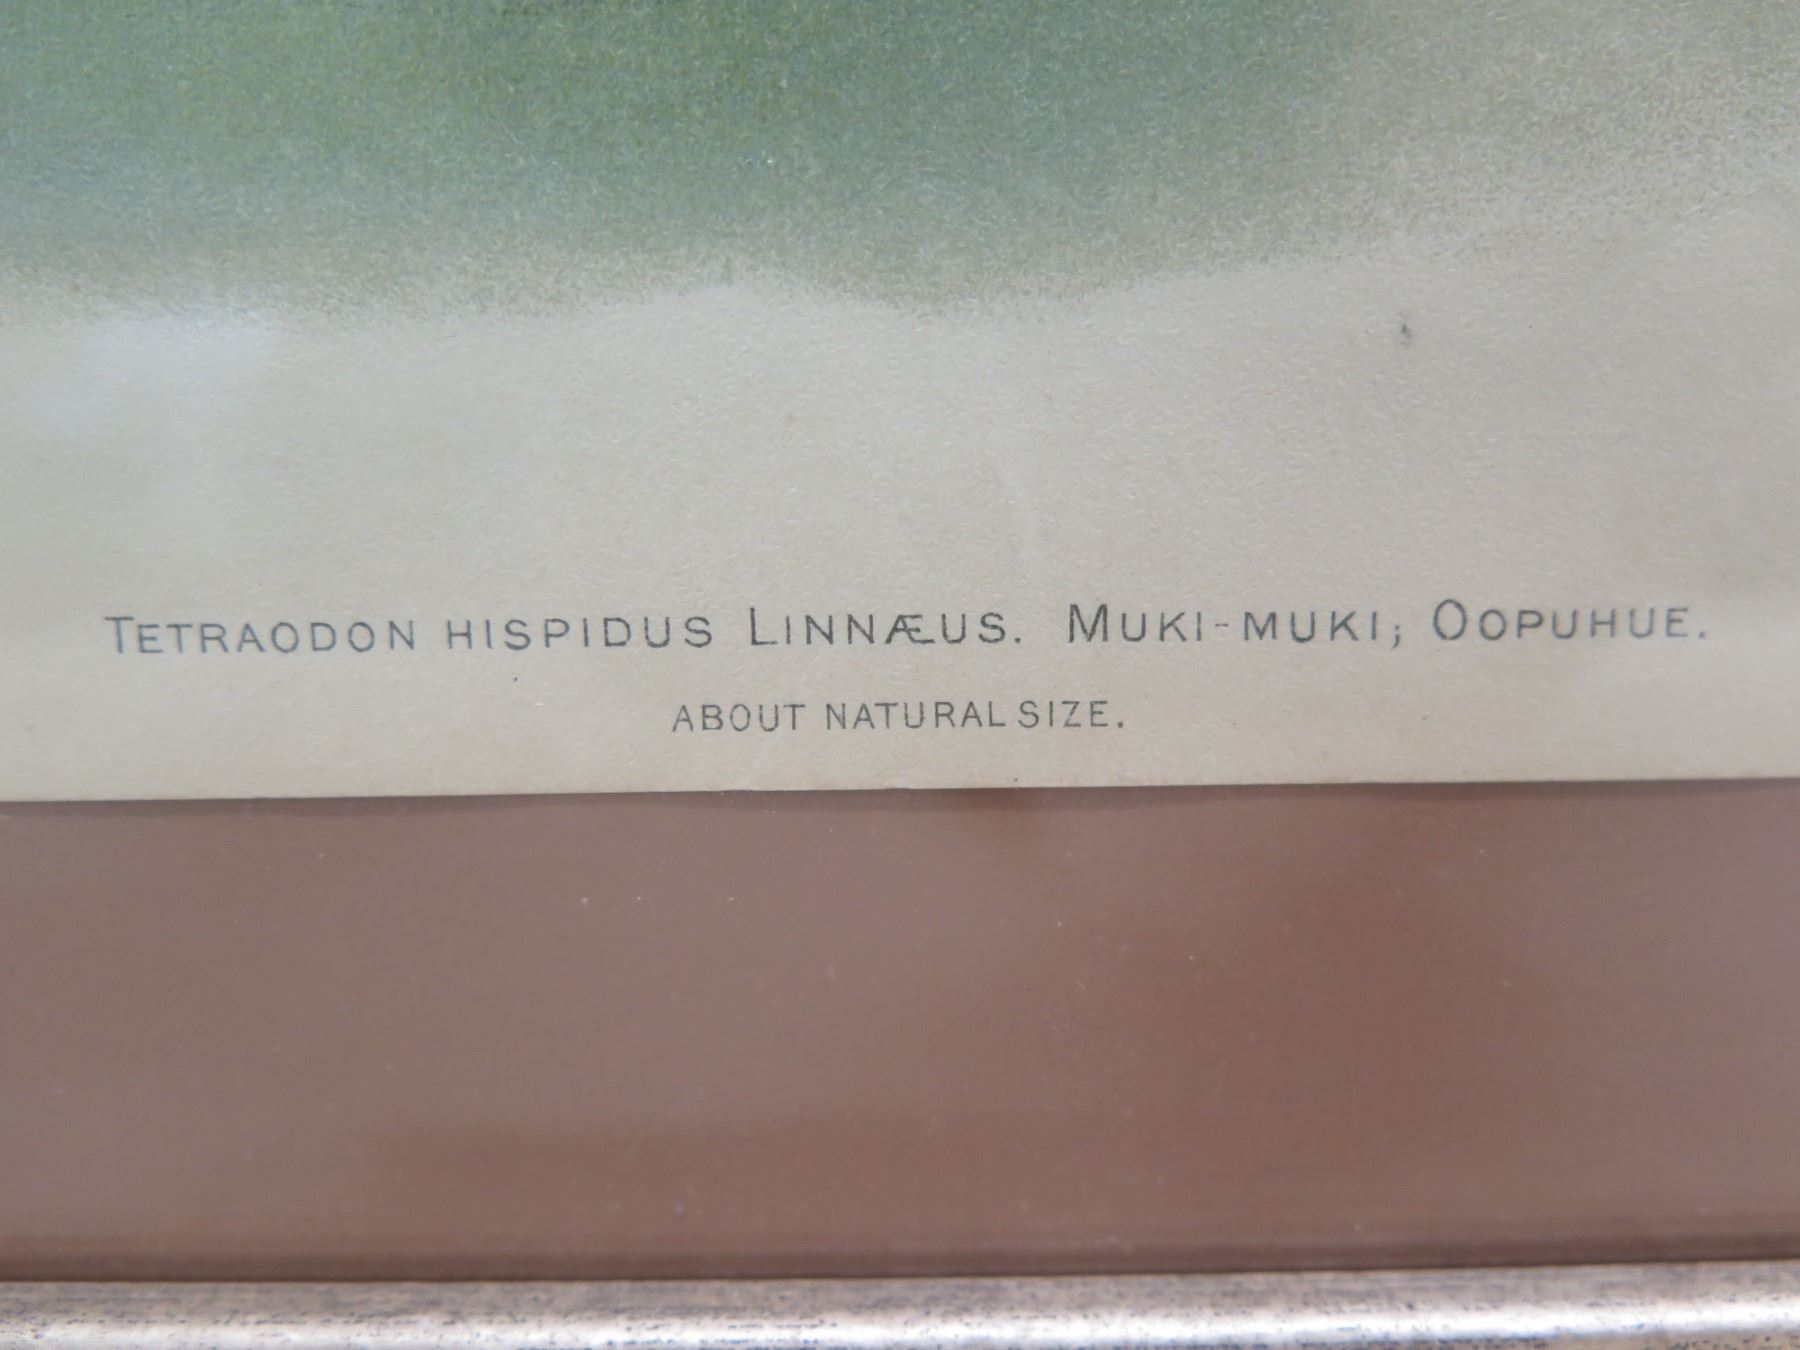 TETRAODON HISPIDUS LINNÆUS. MUKI-MUKI; OOPUHUE.
ABOUT NATURAL SIZE.